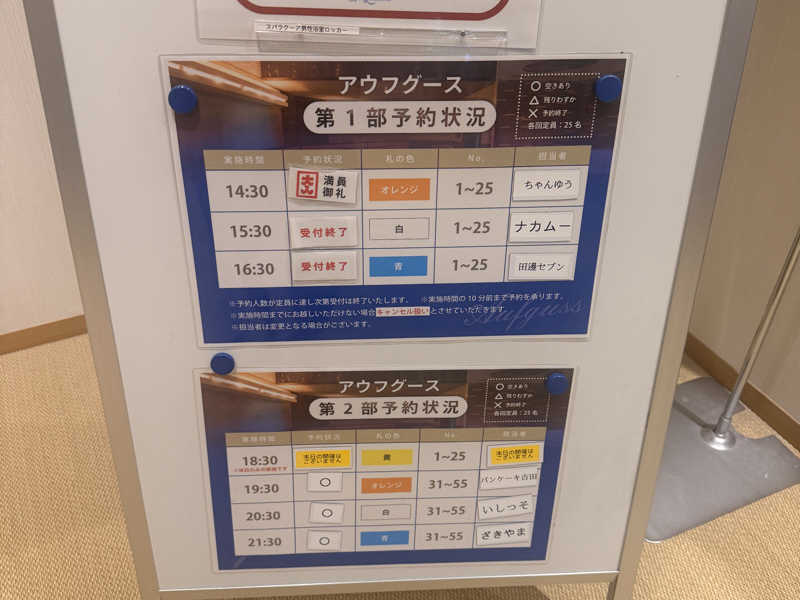 スパラクーア男性浴室ロッカー
アウフグース
第1部予約状況
○ 空きあり
△ 残りわずか
✕ 予約終了
各回定員:25名
実施時間 予約状況 札の色 No. 担当者
14:30 大入 満員御礼 オレンジ 1~25 ちゃんゆう
15:30 受付終了 白 1~25 ナカムー
16:30 受付終了 青 1~25 田邊セブン
※予約人数が定員に達し次第受付は終了いたします。 ※実施時間の10分前まで予約を承ります。
※実施時間までにお越しいただけない場合キャンセル扱いとさせていただきます
※担当者は変更となる場合がございます。
Aufguss
アウフグース
第2部予約状況
○ 空きあり
△ 残りわずか
✕ 予約終了
各回定員:25名
実施時間 予約状況 札の色 No. 担当者
18:30 本日の開催はございません 黄 1~25 本日の開催はございません
19:30 ○ オレンジ 31~55 パンケーキ吉田
20:30 ○ 白 31~55 いしっそ
21:30 ○ 青 31~55 ざきやま